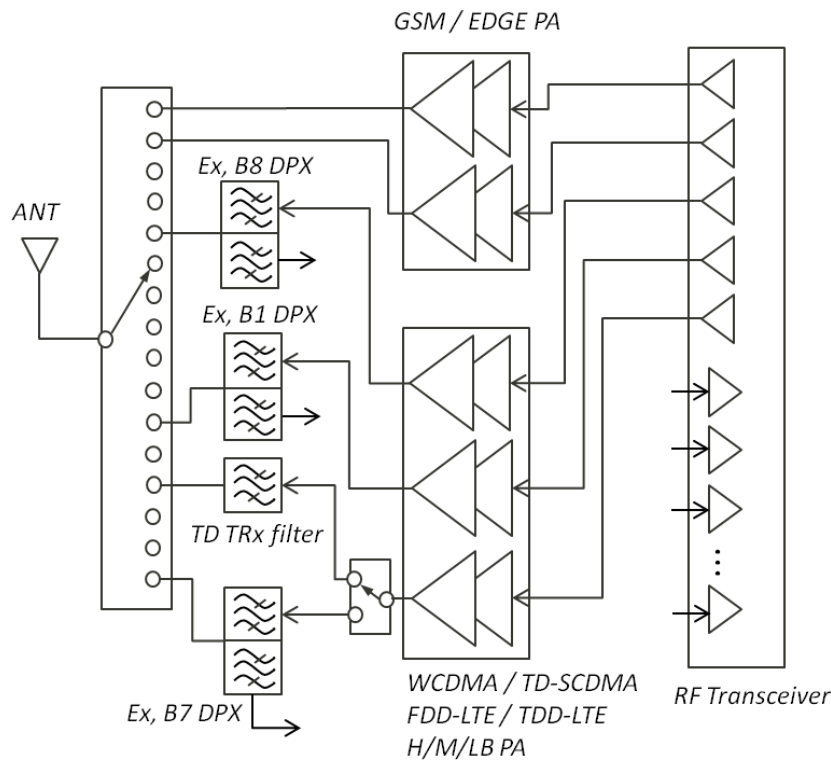 GSM / EDGE PA
Ex, B8 DPX
ANT
Ex, B1 DPX
TD TRx filter
Ex, B7 DPX
WCDMA / TD-SCDMA
FDD-LTE / TDD-LTE
H/M/LB PA
RF Transceiver